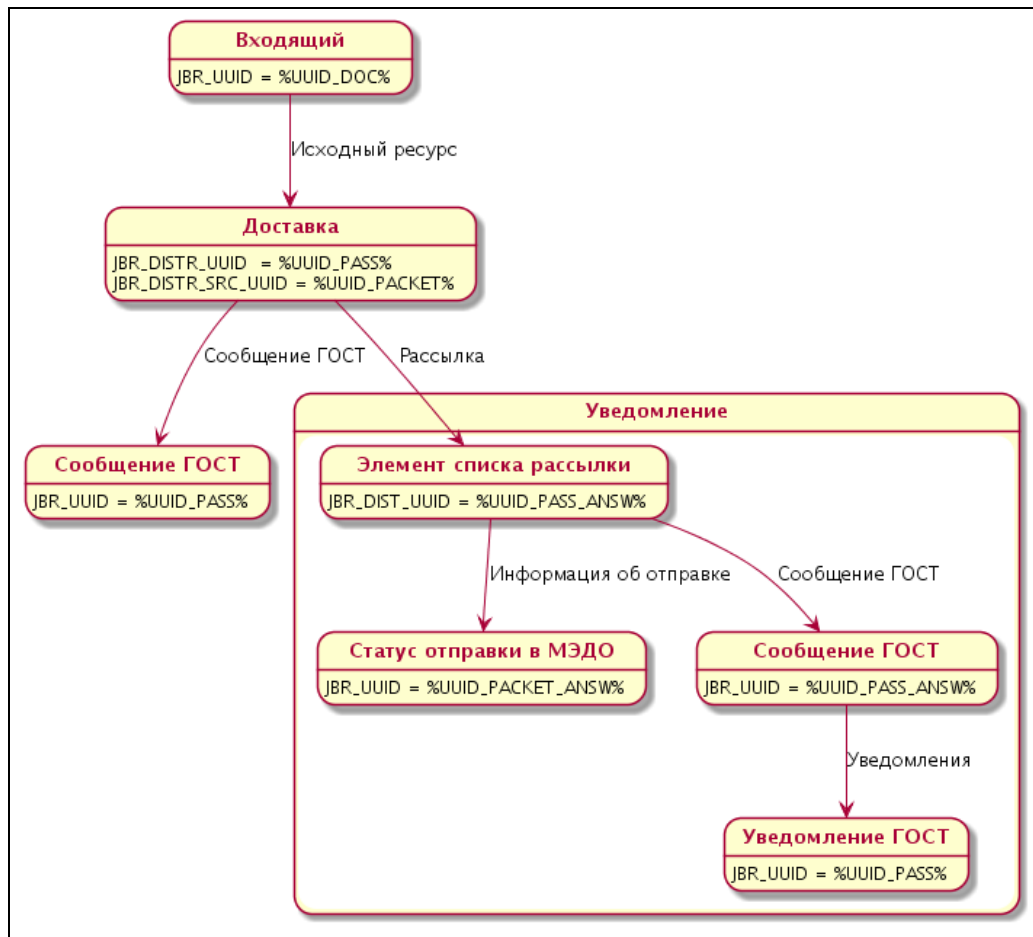 Входящий
JBR_UUID = %UUID_DOC%
Исходный ресурс
Доставка
JBR_DISTR_UUID = %UUID_PASS%
JBR_DISTR_SRC_UUID = %UUID_PACKET%
Сообщение ГОСТ
Рассылка
Уведомление
Сообщение ГОСТ
JBR_UUID = %UUID_PASS%
Элемент списка рассылки
JBR_DIST_UUID = %UUID_PASS_ANSW%
Информация об отправке
Сообщение ГОСТ
Статус отправки в МЭДО
JBR_UUID = %UUID_PACKET_ANSW%
Сообщение ГОСТ
JBR_UUID = %UUID_PASS_ANSW%
Уведомления
Уведомление ГОСТ
JBR_UUID = %UUID_PASS%